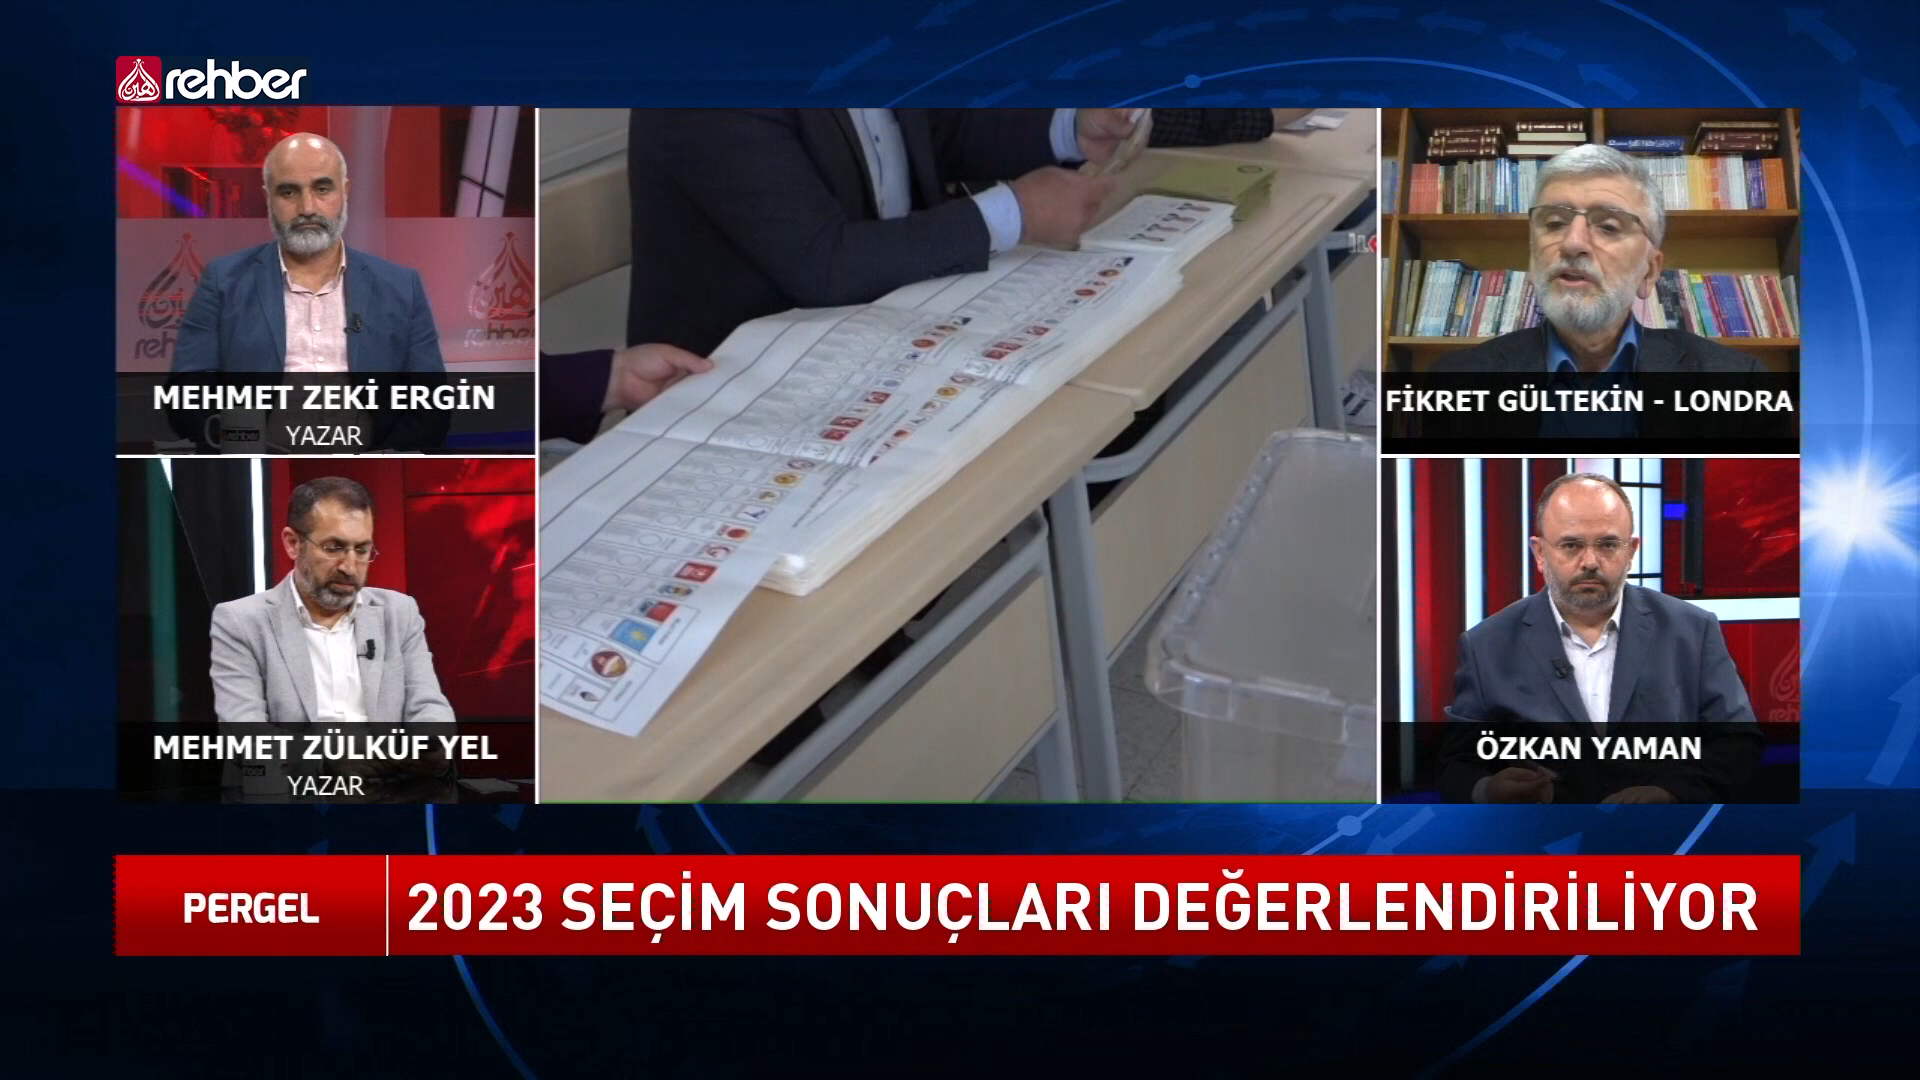 rehber
MEHMET ZEKİ ERGİN
YAZAR
FİKRET GÜLTEKİN - LONDRA
MEHMET ZÜLKÜF YEL
YAZAR
ÖZKAN YAMAN
PERGEL
2023 SEÇİM SONUÇLARI DEĞERLENDİRİLİYOR